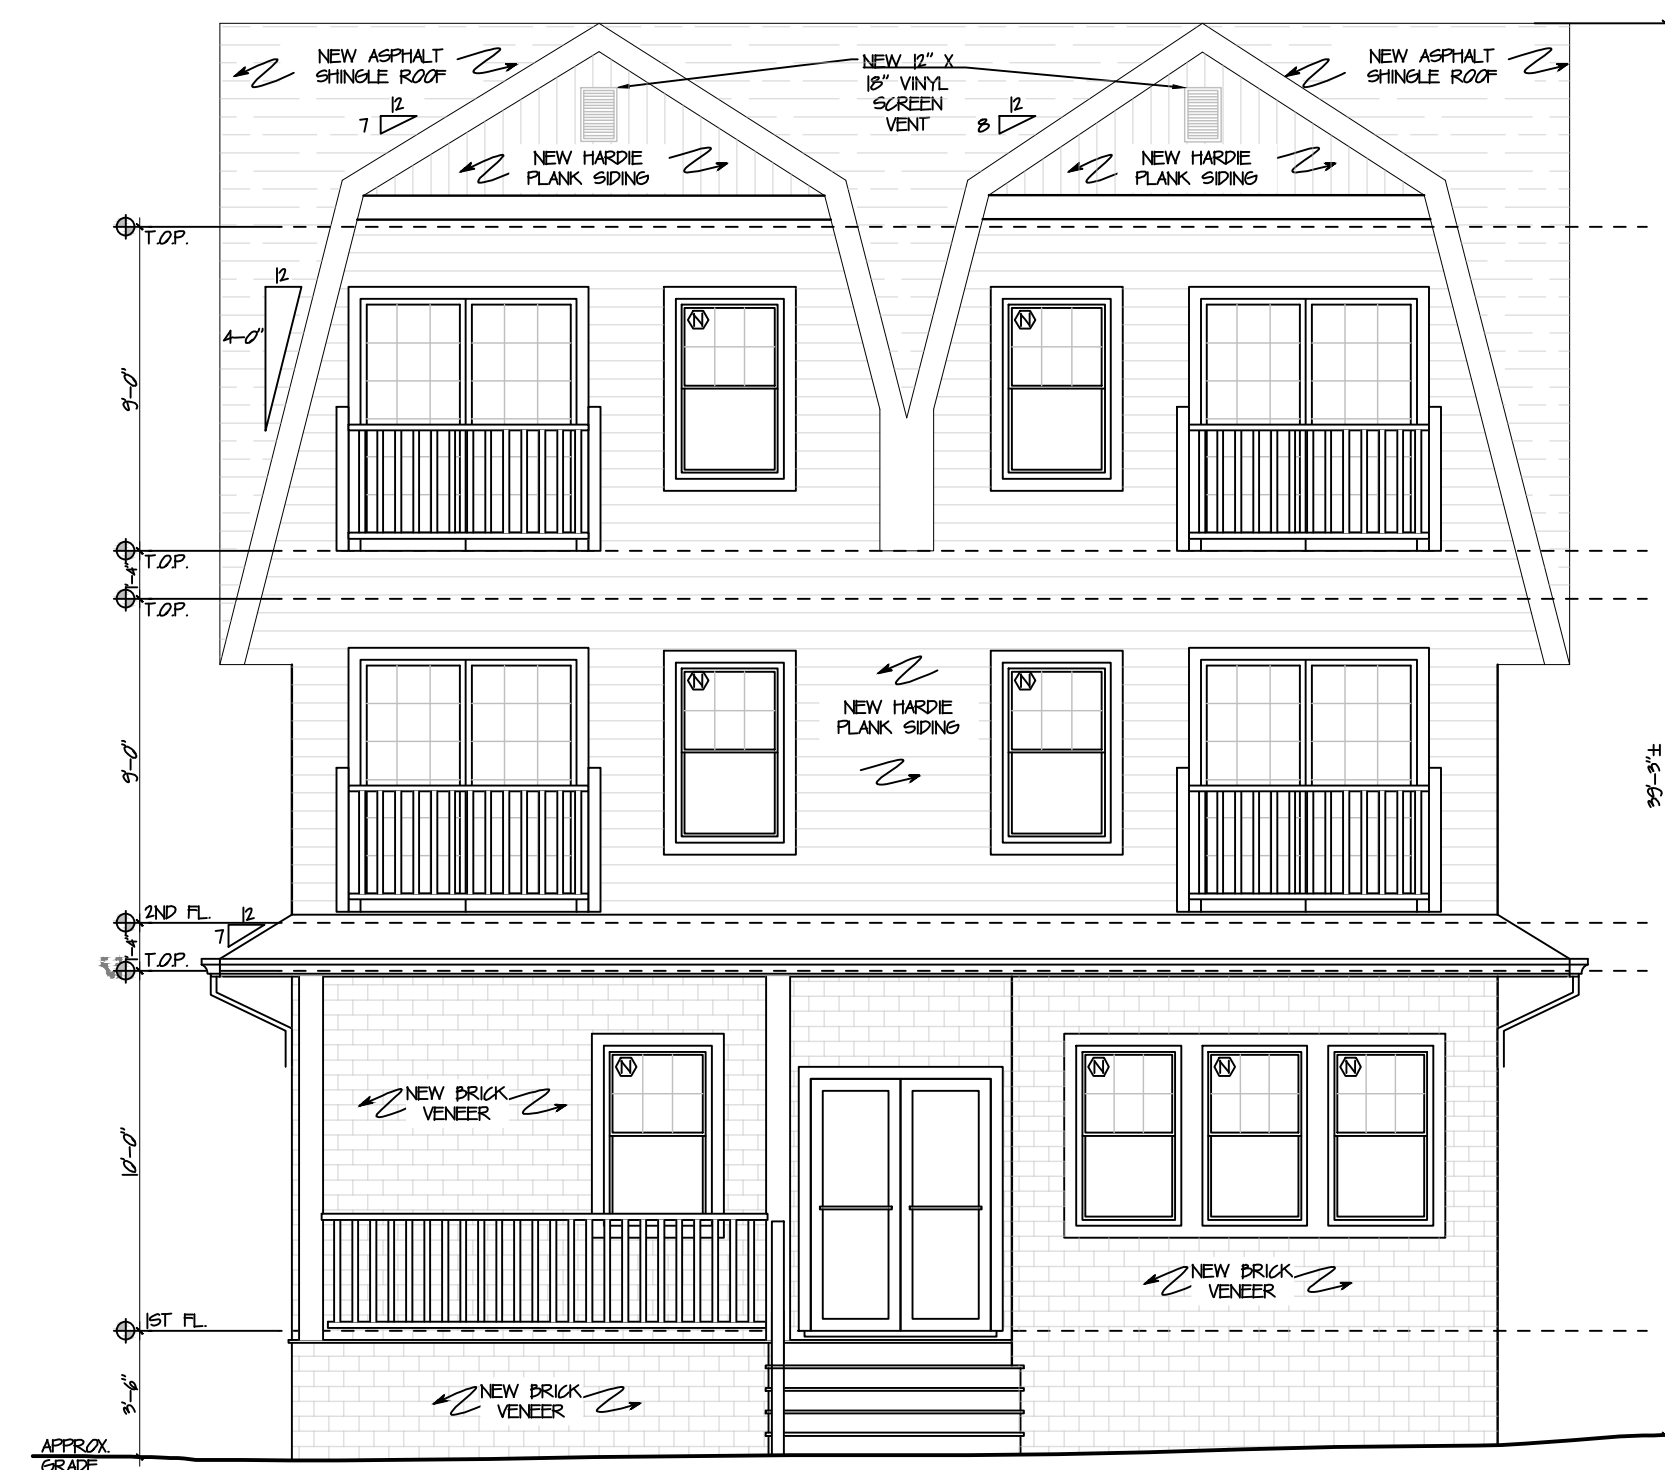 NEW ASPHALT
SHINGLE ROOF
NEW 12" X
18" VINYL
SCREEN
VENT
NEW ASPHALT
SHINGLE ROOF
12
7
12
8
NEW HARDIE
PLANK SIDING
NEW HARDIE
PLANK SIDING
T.O.P.
12
4-0"
N
N
9'-0"
T.O.P.
1'-4"
T.O.P.
N
N
NEW HARDIE
PLANK SIDING
9'-0"
39'-3"±
2ND FL.
12
7
1'-4"
T.O.P.
N
N
N
N
NEW BRICK
VENEER
10'-0"
NEW BRICK
VENEER
1ST FL.
3'-6"
NEW BRICK
VENEER
APPROX.
GRADE